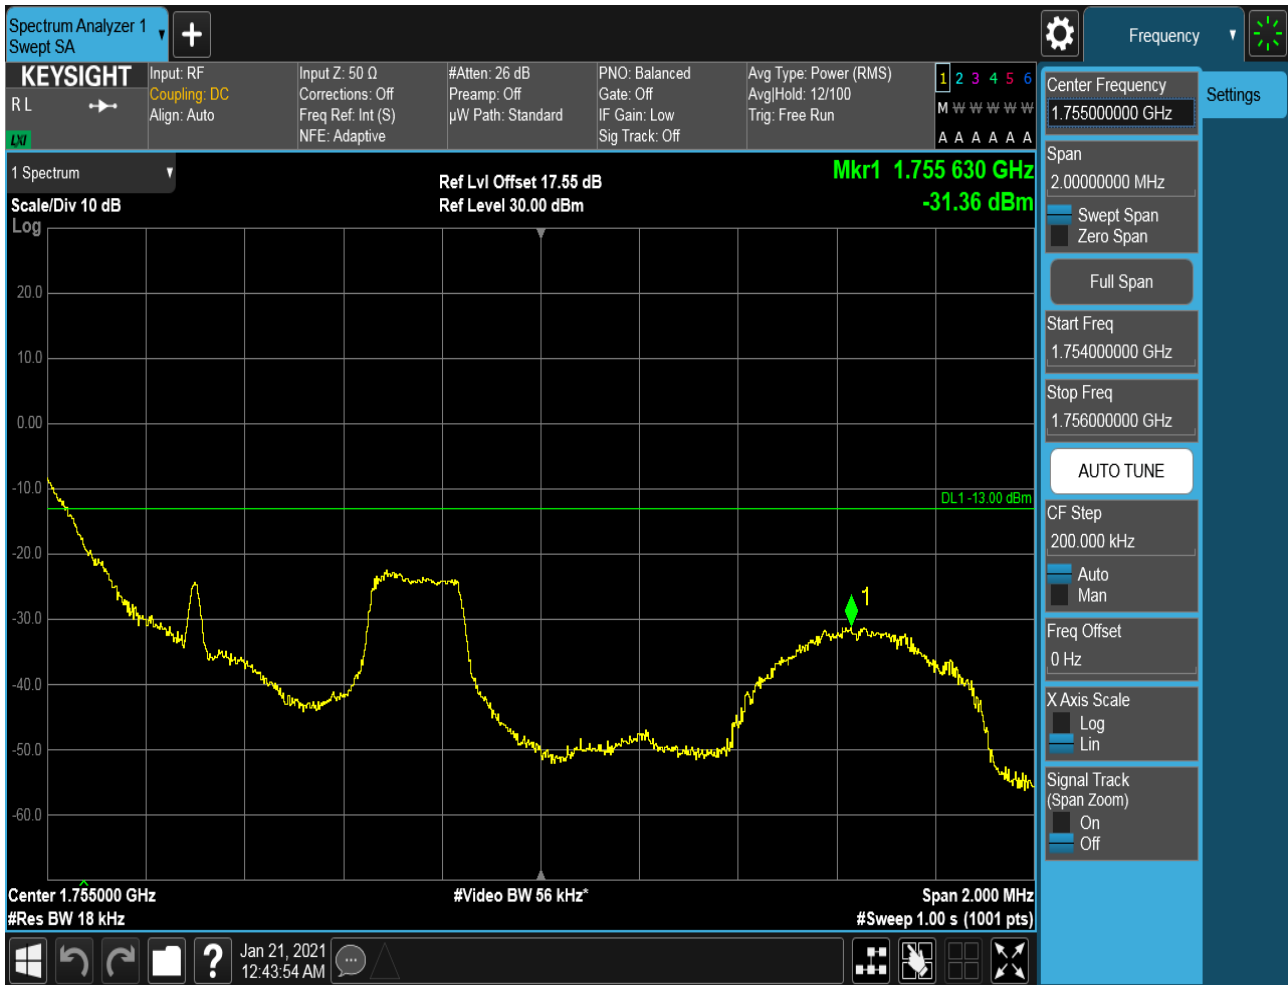 Spectrum Analyzer 1
Swept SA
+
Frequency
KEYSIGHT
R L
LXI
Input: RF
Coupling: DC
Align: Auto
Input Z: 50 Ω
Corrections: Off
Freq Ref: Int (S)
NFE: Adaptive
#Atten: 26 dB
Preamp: Off
µW Path: Standard
PNO: Balanced
Gate: Off
IF Gain: Low
Sig Track: Off
Avg Type: Power (RMS)
Avg|Hold: 12/100
Trig: Free Run
1 2 3 4 5 6
M W W W W W
A A A A A A
1 Spectrum
Scale/Div 10 dB
Log
Ref Lvl Offset 17.55 dB
Ref Level 30.00 dBm
Mkr1 1.755 630 GHz
-31.36 dBm
20.0
10.0
0.00
-10.0
-20.0
-30.0
-40.0
-50.0
-60.0
DL1 -13.00 dBm
1
Center 1.755000 GHz
#Res BW 18 kHz
#Video BW 56 kHz*
Span 2.000 MHz
#Sweep 1.00 s (1001 pts)
?
Jan 21, 2021
12:43:54 AM
Center Frequency
1.755000000 GHz
Settings
Span
2.00000000 MHz
Swept Span
Zero Span
Full Span
Start Freq
1.754000000 GHz
Stop Freq
1.756000000 GHz
AUTO TUNE
CF Step
200.000 kHz
Auto
Man
Freq Offset
0 Hz
X Axis Scale
Log
Lin
Signal Track
(Span Zoom)
On
Off